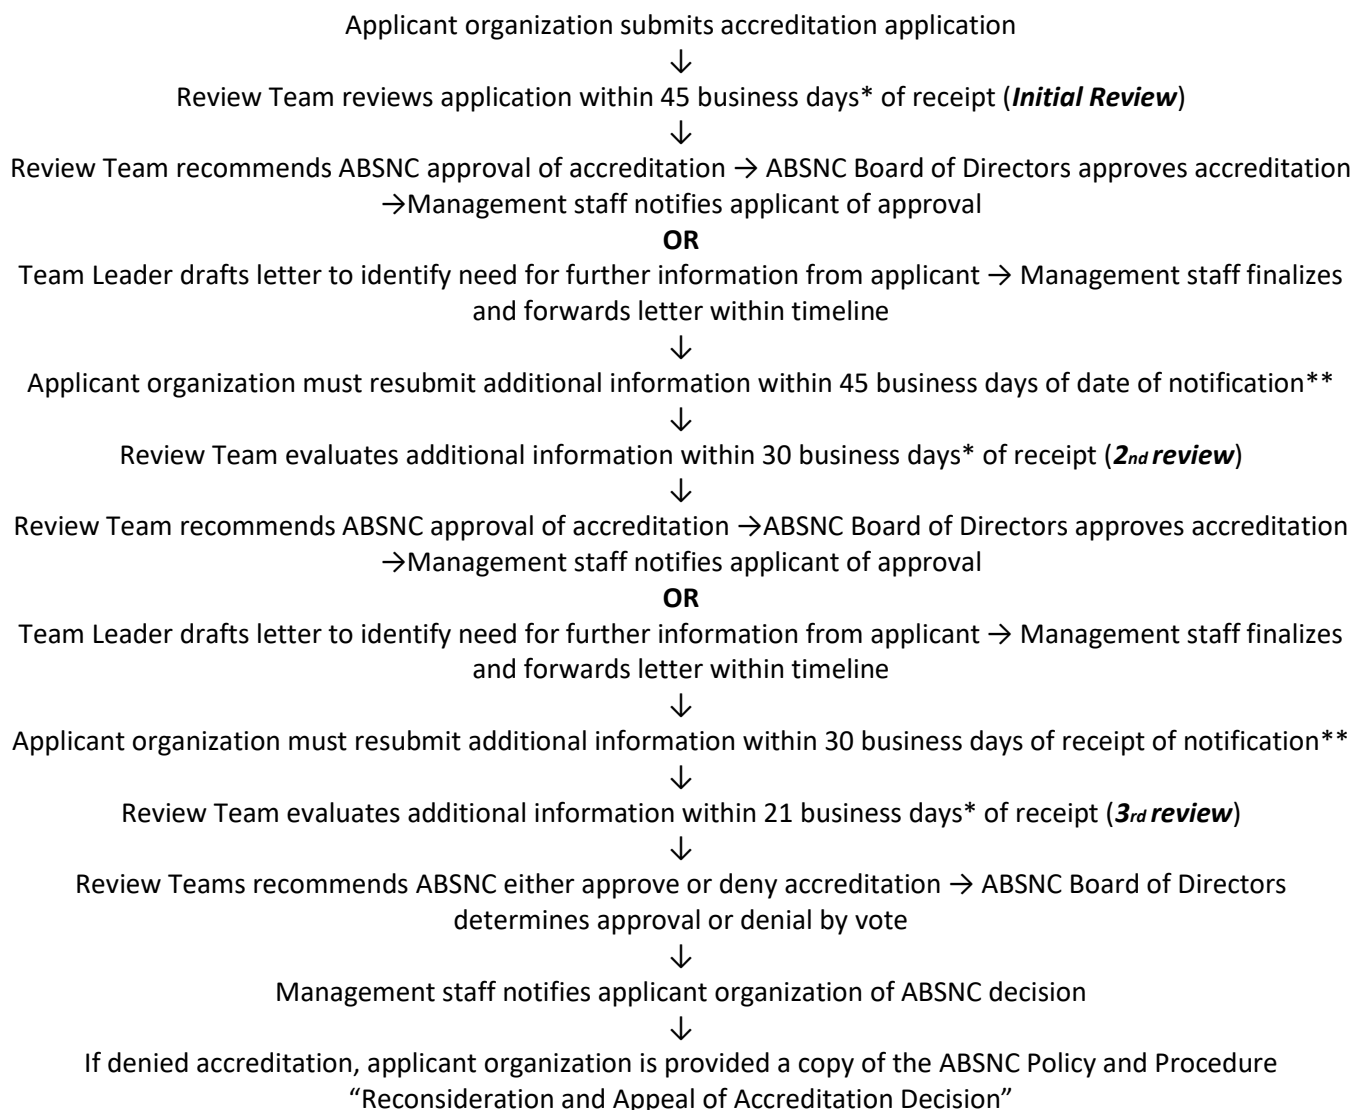 Applicant organization submits accreditation application
↓
Review Team reviews application within 45 business days* of receipt (Initial Review)
↓
Review Team recommends ABSNC approval of accreditation → ABSNC Board of Directors approves accreditation
→Management staff notifies applicant of approval
OR
Team Leader drafts letter to identify need for further information from applicant → Management staff finalizes
and forwards letter within timeline
↓
Applicant organization must resubmit additional information within 45 business days of date of notification**
↓
Review Team evaluates additional information within 30 business days* of receipt (2nd review)
↓
Review Team recommends ABSNC approval of accreditation →ABSNC Board of Directors approves accreditation
→Management staff notifies applicant of approval
OR
Team Leader drafts letter to identify need for further information from applicant → Management staff finalizes
and forwards letter within timeline
↓
Applicant organization must resubmit additional information within 30 business days of receipt of notification**
↓
Review Team evaluates additional information within 21 business days* of receipt (3rd review)
↓
Review Teams recommends ABSNC either approve or deny accreditation → ABSNC Board of Directors
determines approval or denial by vote
↓
Management staff notifies applicant organization of ABSNC decision
↓
If denied accreditation, applicant organization is provided a copy of the ABSNC Policy and Procedure
“Reconsideration and Appeal of Accreditation Decision”